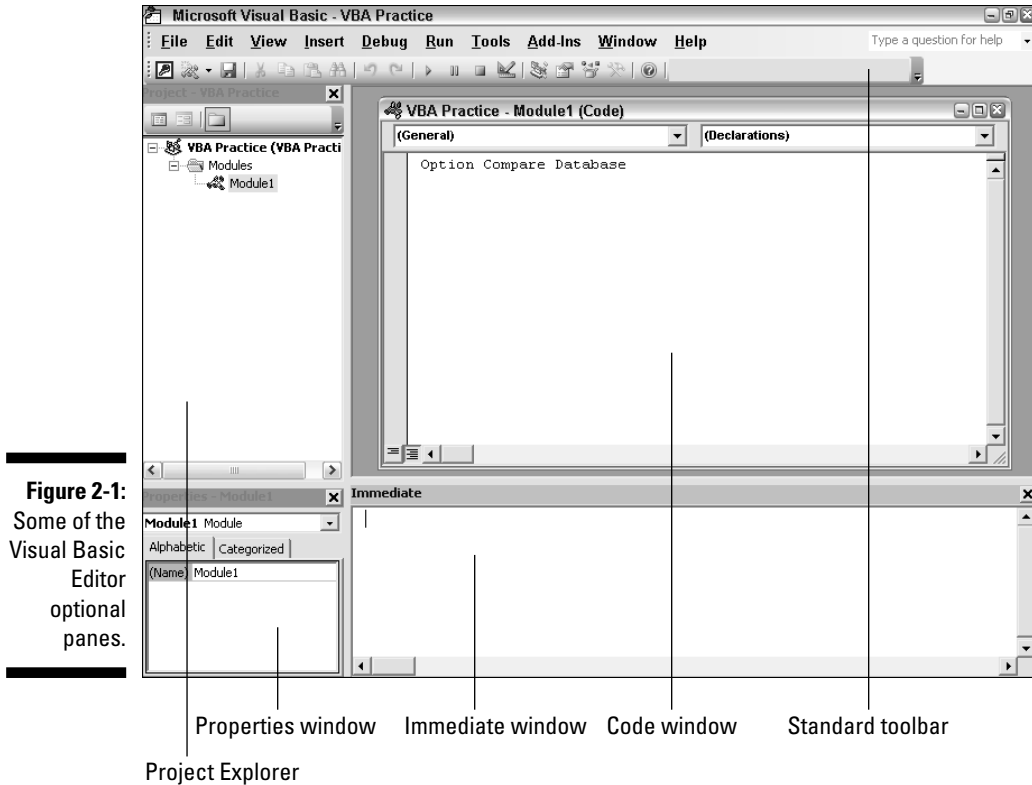 Microsoft Visual Basic - VBA Practice
File Edit View Insert Debug Run Tools Add-Ins Window Help
Type a question for help
Project - VBA Practice
VBA Practice (VBA Practi
Modules
Module1
VBA Practice - Module1 (Code)
(General)
(Declarations)
Option Compare Database
Properties - Module1
Module1 Module
Alphabetic Categorized
(Name) Module1
Immediate
Figure 2-1:
Some of the
Visual Basic
Editor
optional
panes.
Properties window
Immediate window
Code window
Standard toolbar
Project Explorer